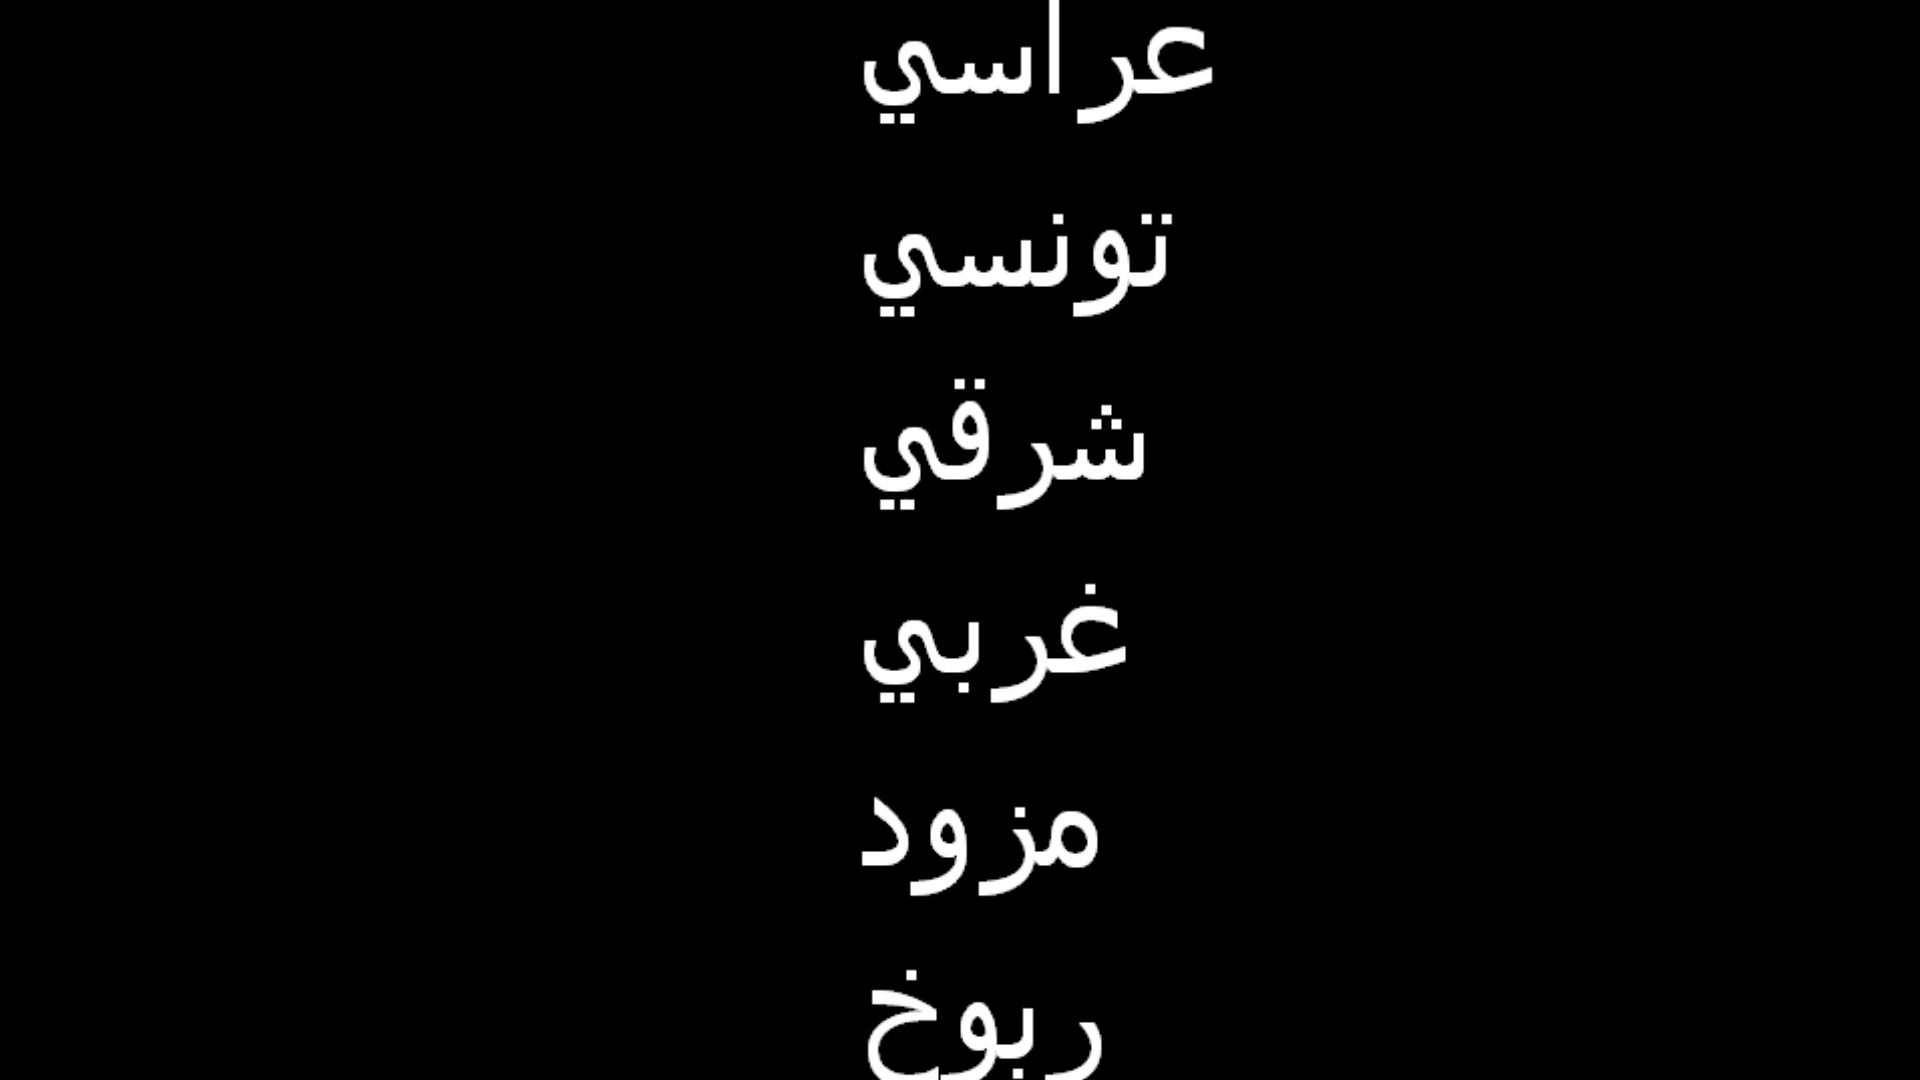 عراسي
تونسي
شرقي
غربي
مزود
ربوخ